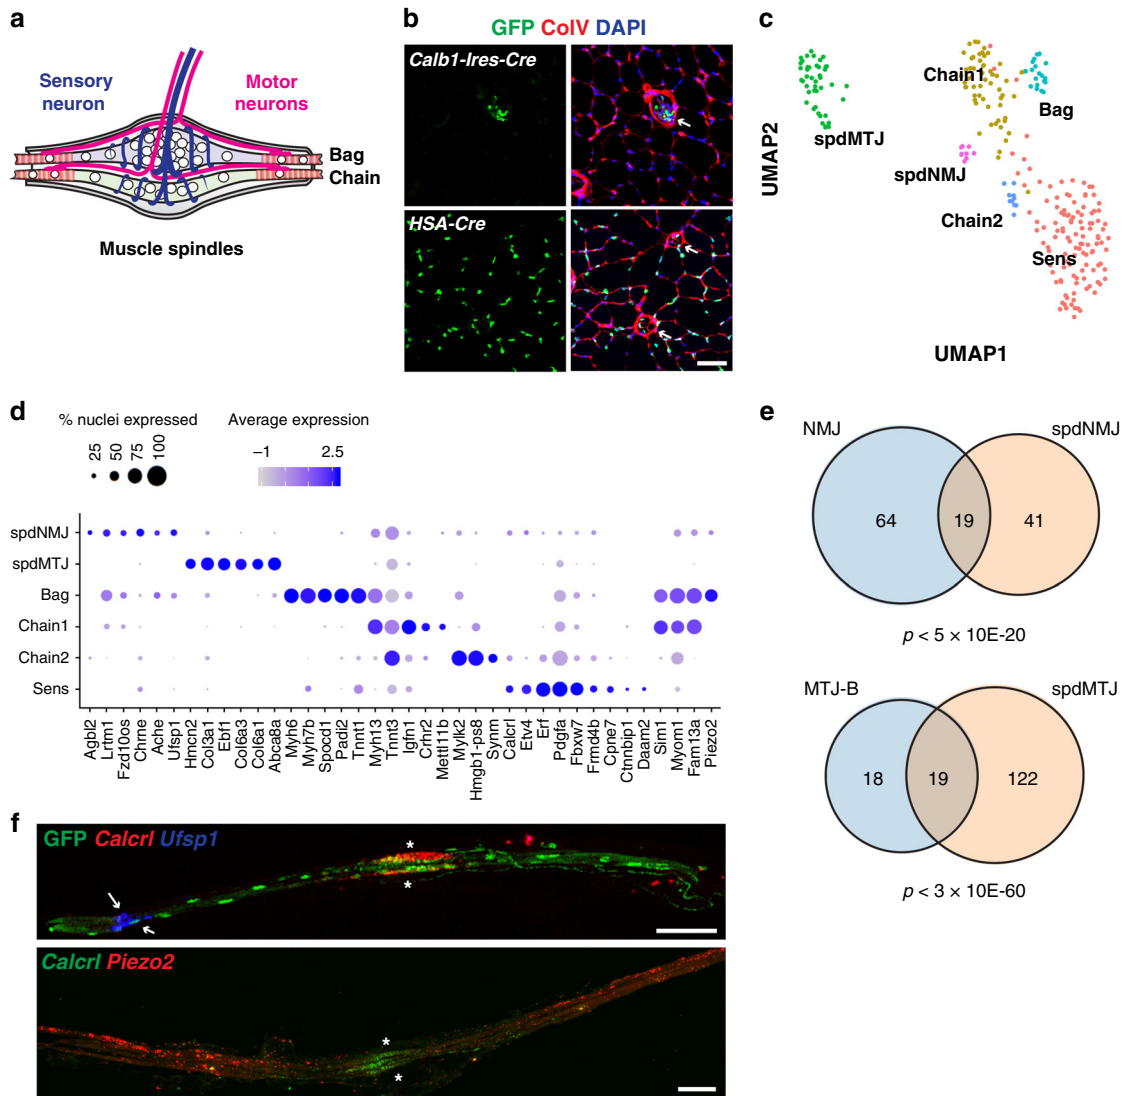 a
Sensory
neuron
Motor
neurons
Bag
Chain
Muscle spindles
b
GFP ColV DAPI
Calb1-Ires-Cre
HSA-Cre
c
UMAP2
Chain1
Bag
spdMTJ
spdNMJ
Chain2
Sens
UMAP1
d
% nuclei expressed
25 50 75 100
Average expression
−1 2.5
spdNMJ
spdMTJ
Bag
Chain1
Chain2
Sens
Agbl2
Lrtm1
Fzd10os
Chrne
Ache
Ufsp1
Hmcn2
Col3a1
Ebf1
Col6a3
Col6a1
Abca8a
Myh6
Myh7b
Spocd1
Padi2
Tnnt1
Myh13
Tnnt3
Igfn1
Crhr2
Mettl11b
Mylk2
Hmgb1-ps8
Synm
Calcrl
Etv4
Erf
Pdgfa
Fbxw7
Frmd4b
Cpne7
Ctnnbip1
Daam2
Sim1
Myom1
Fam13a
Piezo2
e
NMJ spdNMJ
64 19 41
p < 5 × 10E-20
MTJ-B spdMTJ
18 19 122
p < 3 × 10E-60
f
GFP Calcrl Ufsp1
*
*
Calcrl Piezo2
*
*